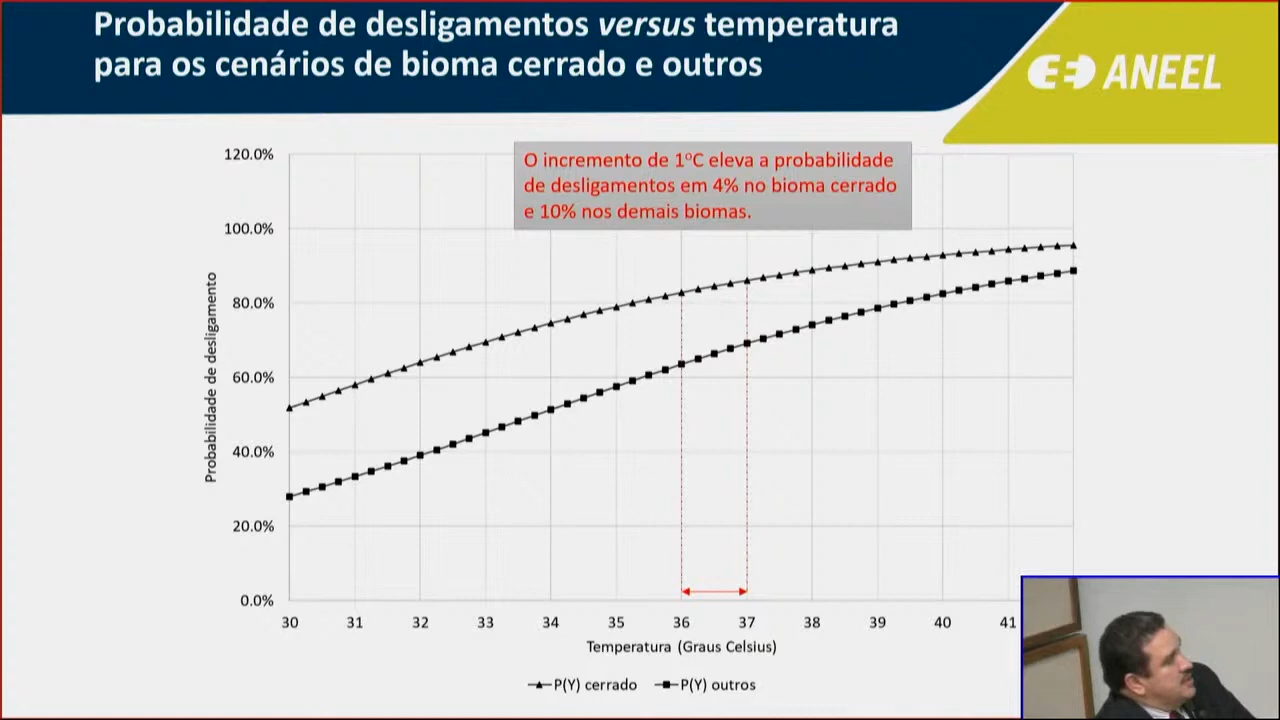 Probabilidade de desligamentos versus temperatura
para os cenários de bioma cerrado e outros
ANEEL
O incremento de 1ºC eleva a probabilidade
de desligamentos em 4% no bioma cerrado
e 10% nos demais biomas.
120.0%
100.0%
80.0%
60.0%
40.0%
20.0%
0.0%
Probabilidade de desligamento
30 31 32 33 34 35 36 37 38 39 40 41
Temperatura (Graus Celsius)
P(Y) cerrado P(Y) outros